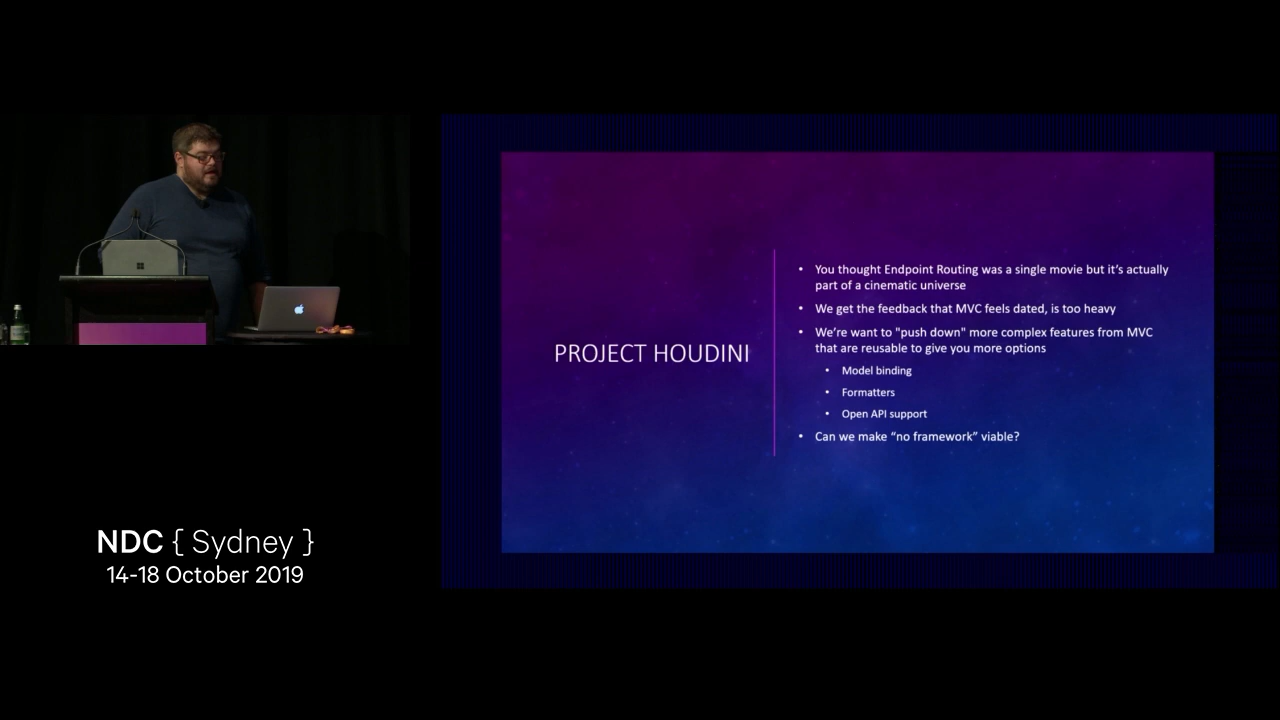 PROJECT HOUDINI
• You thought Endpoint Routing was a single movie but it's actually
part of a cinematic universe
• We get the feedback that MVC feels dated, is too heavy
• We're want to "push down" more complex features from MVC
that are reusable to give you more options
• Model binding
• Formatters
• Open API support
• Can we make “no framework” viable?
NDC { Sydney }
14-18 October 2019